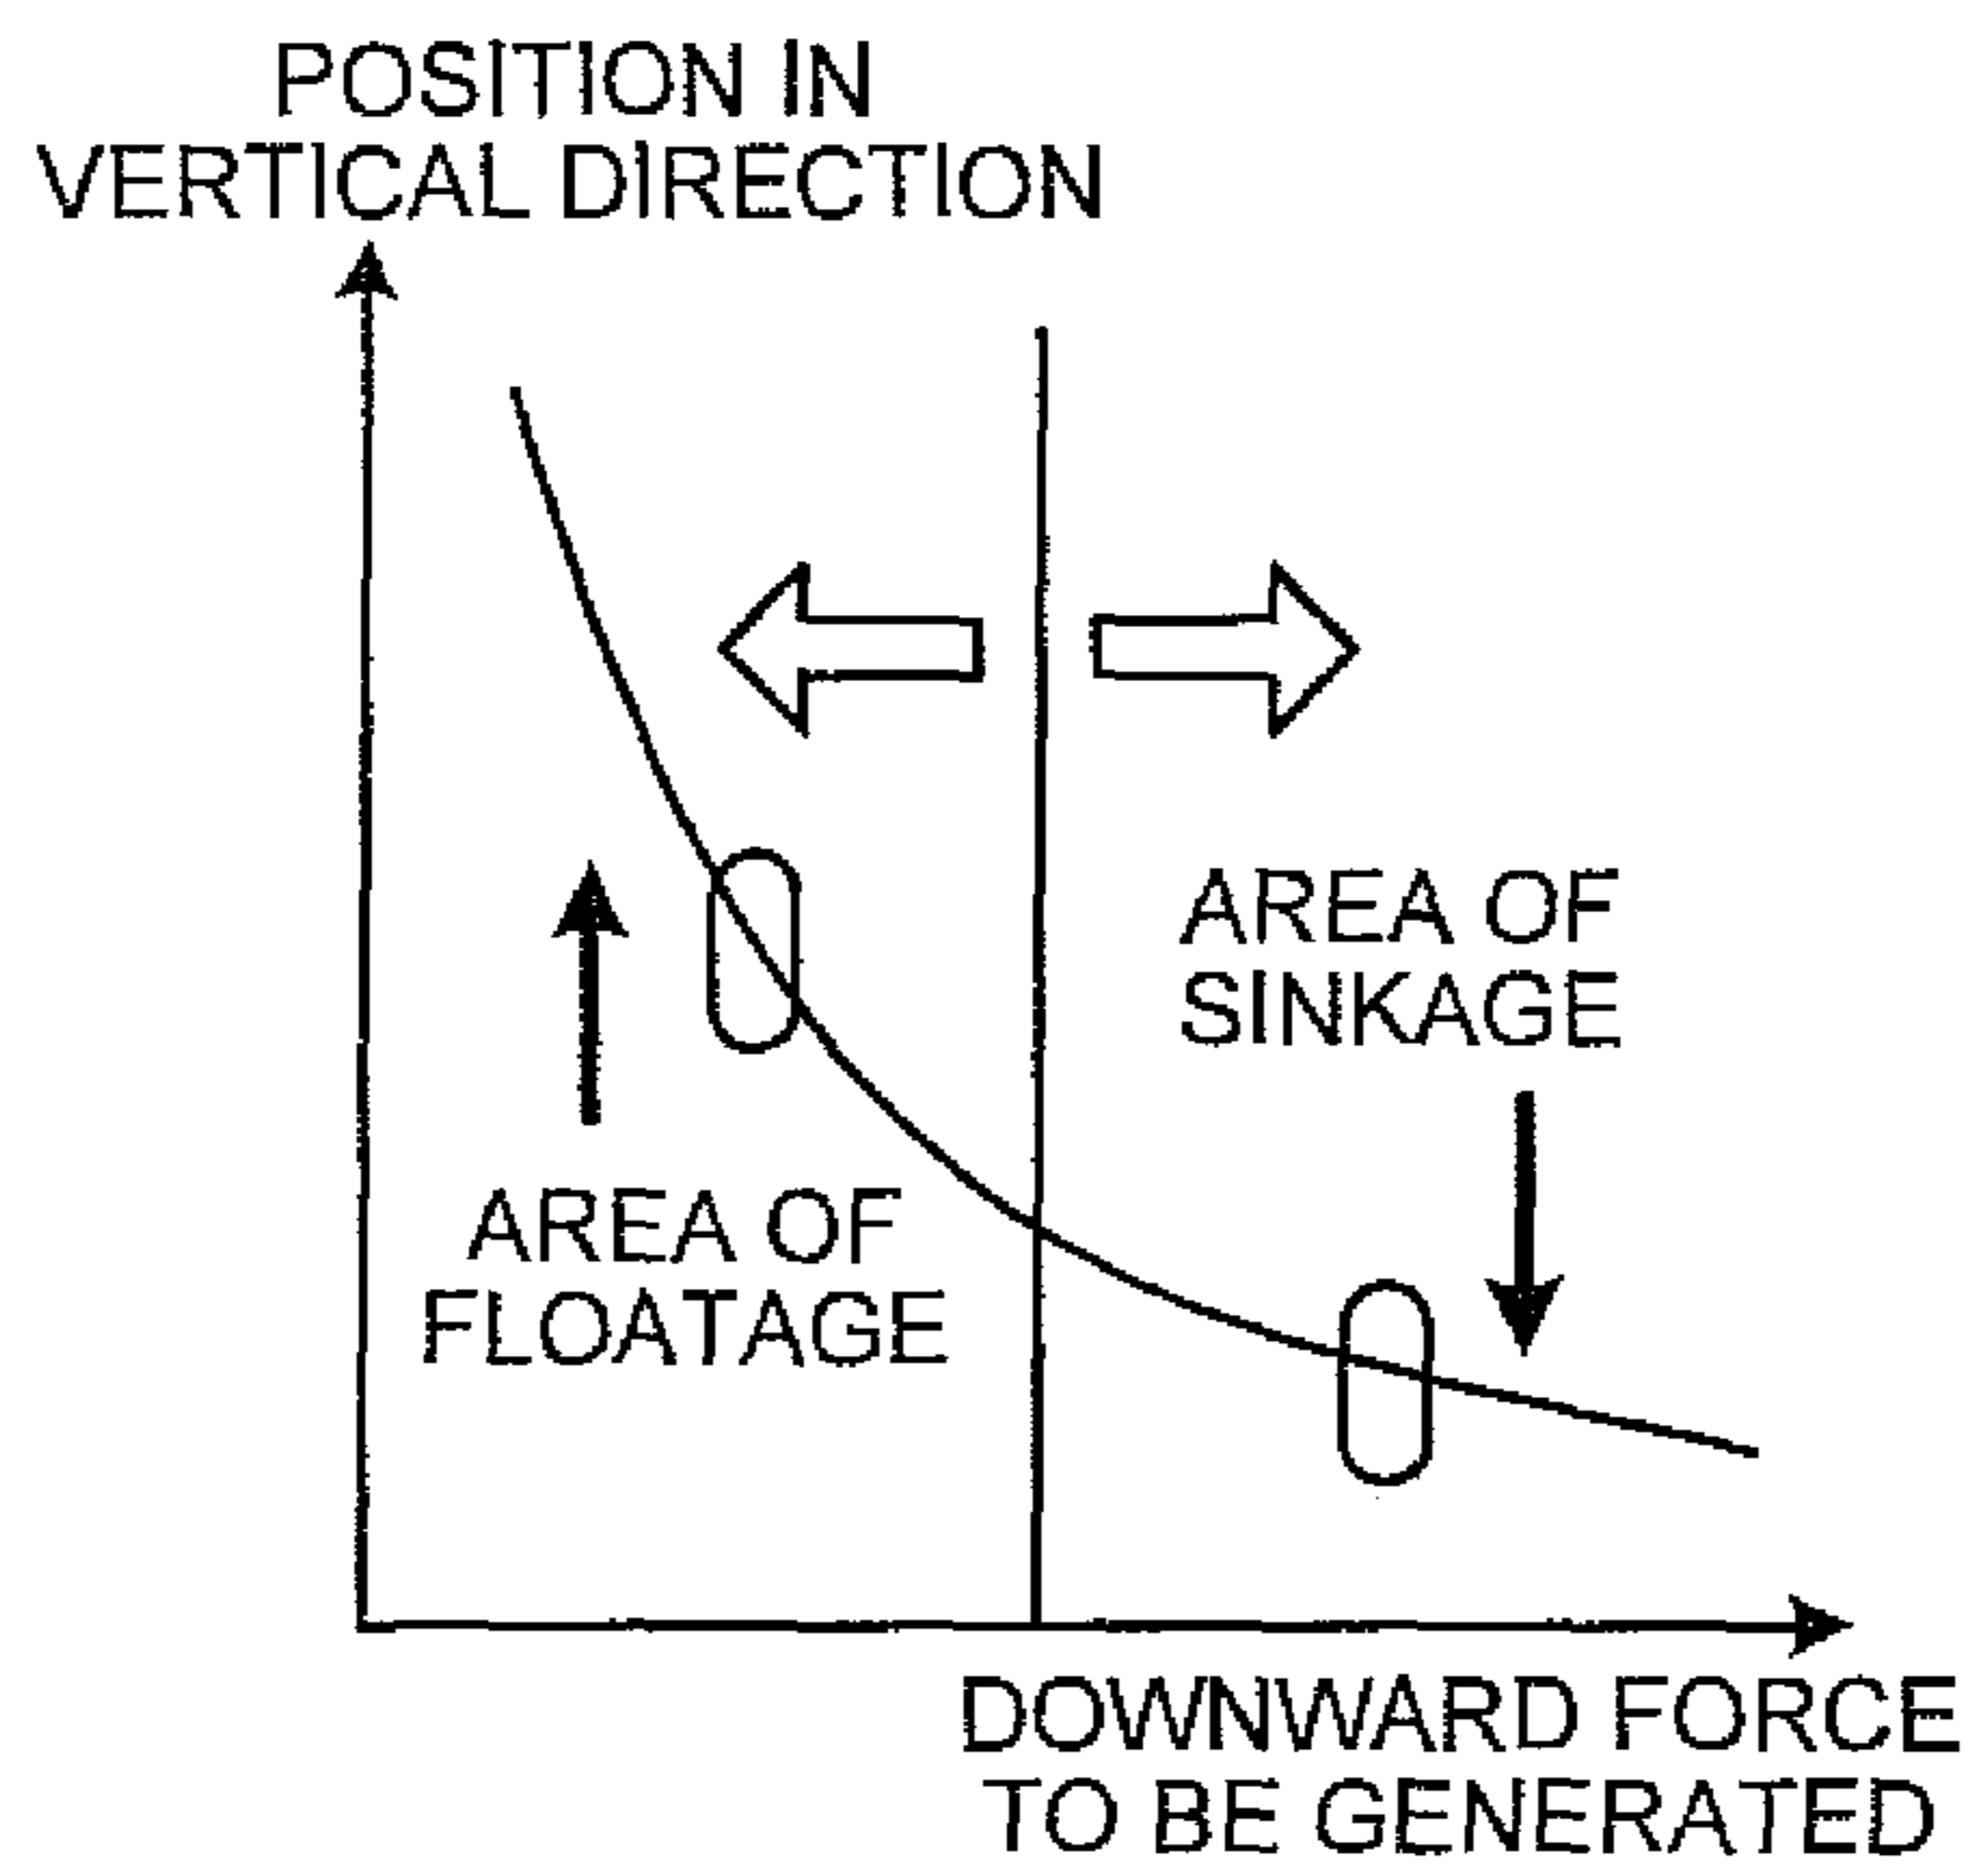 POSITION IN
VERTICAL DIRECTION
AREA OF
SINKAGE
AREA OF
FLOATAGE
DOWNWARD FORCE
TO BE GENERATED